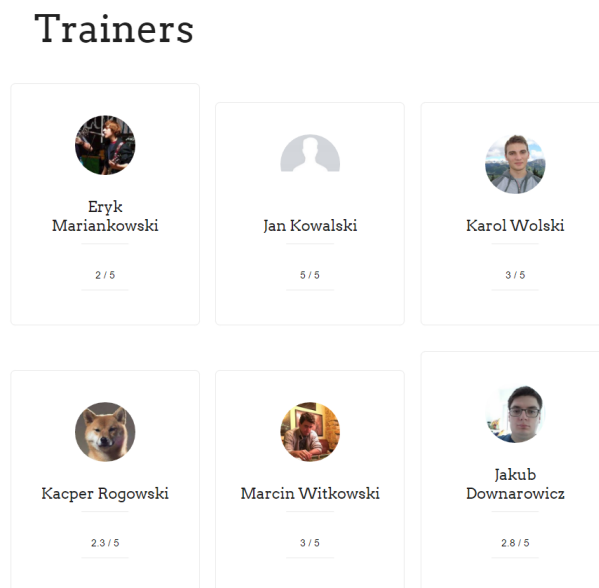 Trainers
Eryk
Mariankowski
2 / 5
Jan Kowalski
5 / 5
Karol Wolski
3 / 5
Kacper Rogowski
2.3 / 5
Marcin Witkowski
3 / 5
Jakub
Downarowicz
2.8 / 5